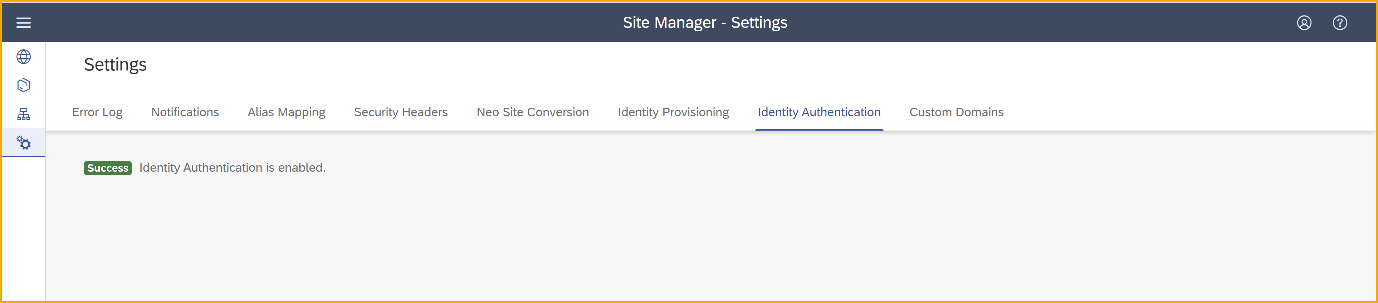 Site Manager - Settings
Settings
Error Log Notifications Alias Mapping Security Headers Neo Site Conversion Identity Provisioning Identity Authentication Custom Domains
Success Identity Authentication is enabled.